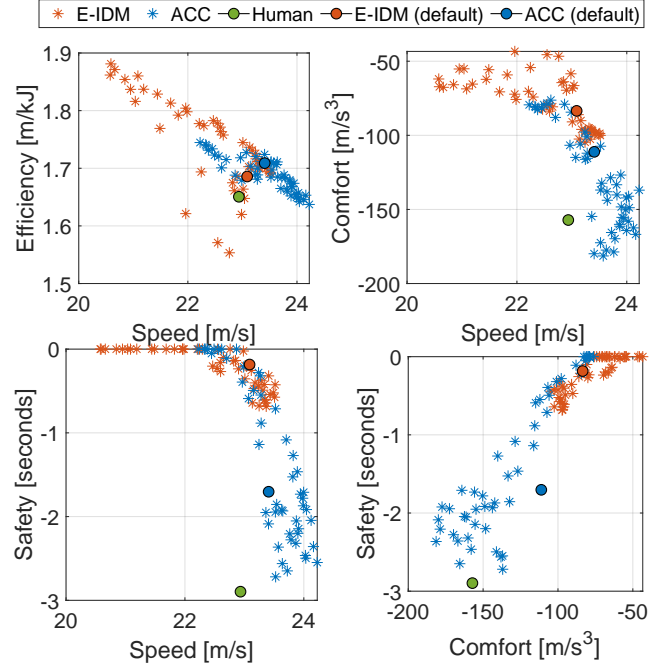 E-IDM ACC Human E-IDM (default) ACC (default)
1.9
1.8
1.7
1.6
1.5
Efficiency [m/kJ]
20 22 24
Speed [m/s]
-50
-100
-150
-200
Comfort [m/s³]
20 22 24
Speed [m/s]
0
-1
-2
-3
Safety [seconds]
20 22 24
Speed [m/s]
0
-1
-2
-3
Safety [seconds]
-200 -150 -100 -50
Comfort [m/s³]